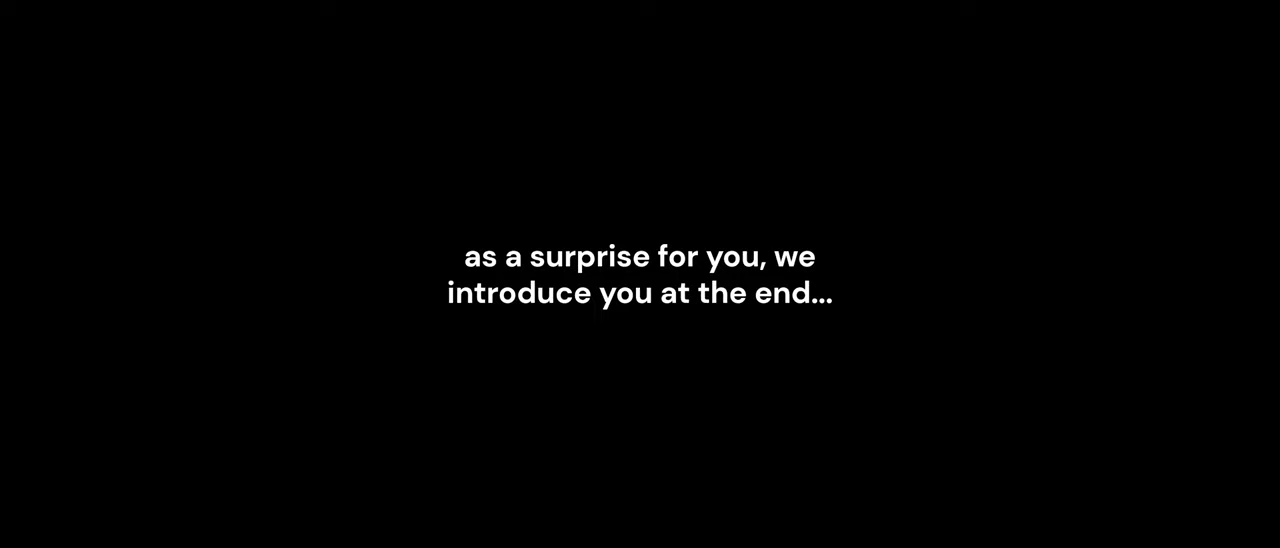 as a surprise for you, we
introduce you at the end...